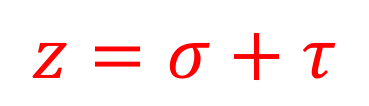 z = σ + τ